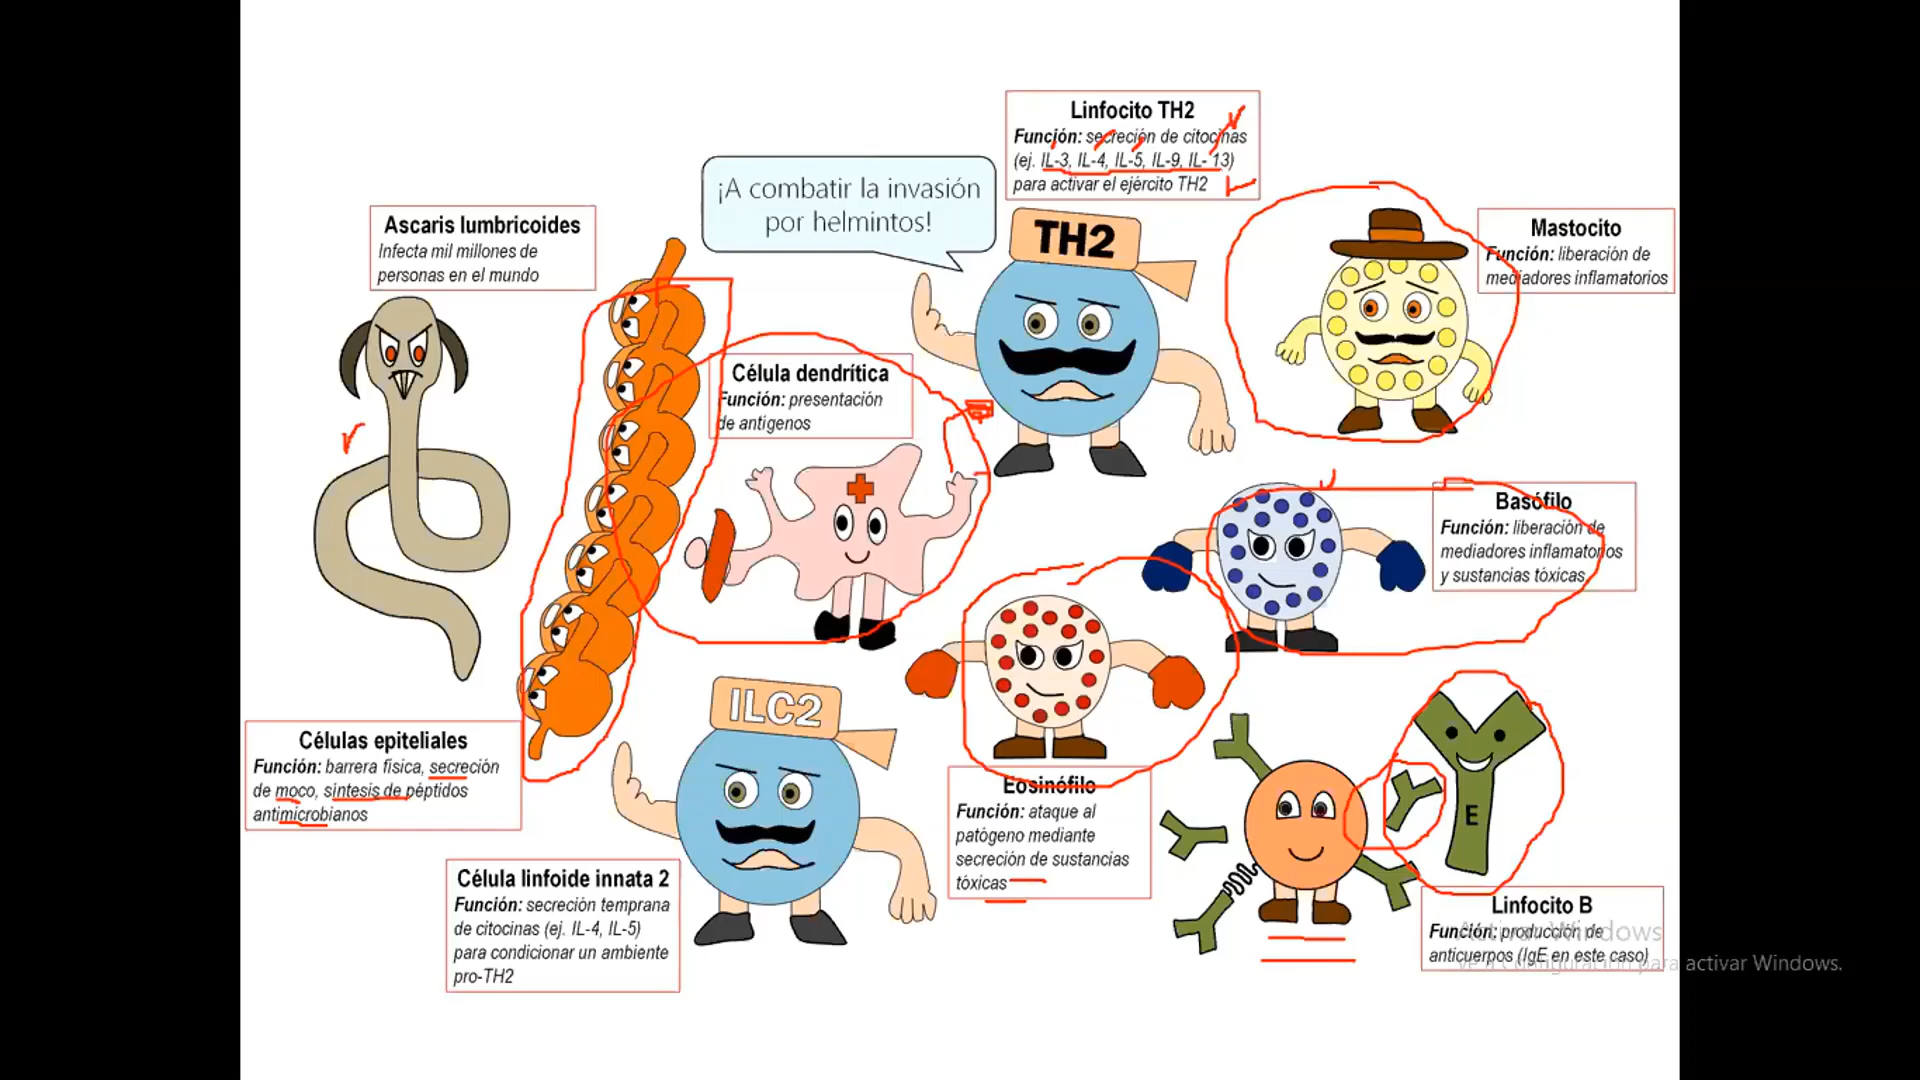 Linfocito TH2
Función: secreción de citocinas
(ej. IL-3, IL-4, IL-5, IL-9, IL- 13)
para activar el ejército TH2
¡A combatir la invasión
por helmintos!
Ascaris lumbricoides
Infecta mil millones de
personas en el mundo
TH2
Mastocito
Función: liberación de
mediadores inflamatorios
Célula dendrítica
Función: presentación
de antígenos
Basófilo
Función: liberación de
mediadores inflamatorios
y sustancias tóxicas
ILC2
Células epiteliales
Función: barrera física, secreción
de moco, síntesis de péptidos
antimicrobianos
Eosinófilo
Función: ataque al
patógeno mediante
secreción de sustancias
tóxicas
E
Célula linfoide innata 2
Función: secreción temprana
de citocinas (ej. IL-4, IL-5)
para condicionar un ambiente
pro-TH2
Linfocito B
Función: producción de
anticuerpos (IgE en este caso)
Activar Windows
Ve a Configuración para activar Windows.